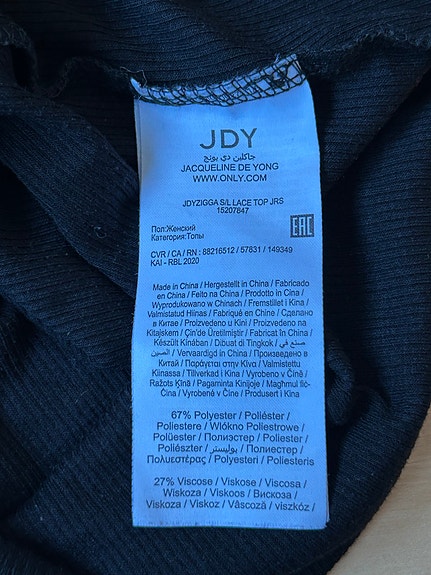 JDY
جاكلين دي يونج
JACQUELINE DE YONG
WWW.ONLY.COM
JDYZIGGA S/L LACE TOP JRS
15207847
Пол:Женский
Категория:Топы
EAC
CVR / CA / RN : 88216512 / 57831 / 149349
KAI - RBL 2020
Made in China / Hergestellt in China / Fabricado
en China / Feito na China / Prodotto in Cina /
Wyprodukowano w Chinach / Fremstillet i Kina /
Valmistatud Hiinas / Fabriqué en Chine / Сделано
в Китае / Proizvedeno u Kini / Proizvedeno na
Kitajskem / Çin'de Üretilmiştir / Fabricat în China /
Készült Kínában / Dibuat di Tiongkok / صنع في
الصين / Vervaardigd in China / Произведено в
Китай / Παράγεται στην Κίνα / Valmistettu
Kiinassa / Tillverkad i Kina / Vyrobeno v Číně /
Ražots Ķīnā / Pagaminta Kinijoje / Magħmul fiċ-
Ċina / Vyrobené v Číne / Produsert i Kina
67% Polyester / Poliéster /
Poliestere / Włókno Poliestrowe /
Polüester / Полиэстер / Poliester /
Poliészter / بوليستر / Полиестер /
Πολυεστέρας / Polyesteri / Poliesteris
27% Viscose / Viskose / Viscosa /
Wiskoza / Viskoos / Вискоза /
Viskoza / Viskoz / Vâscoză / viszkóz /